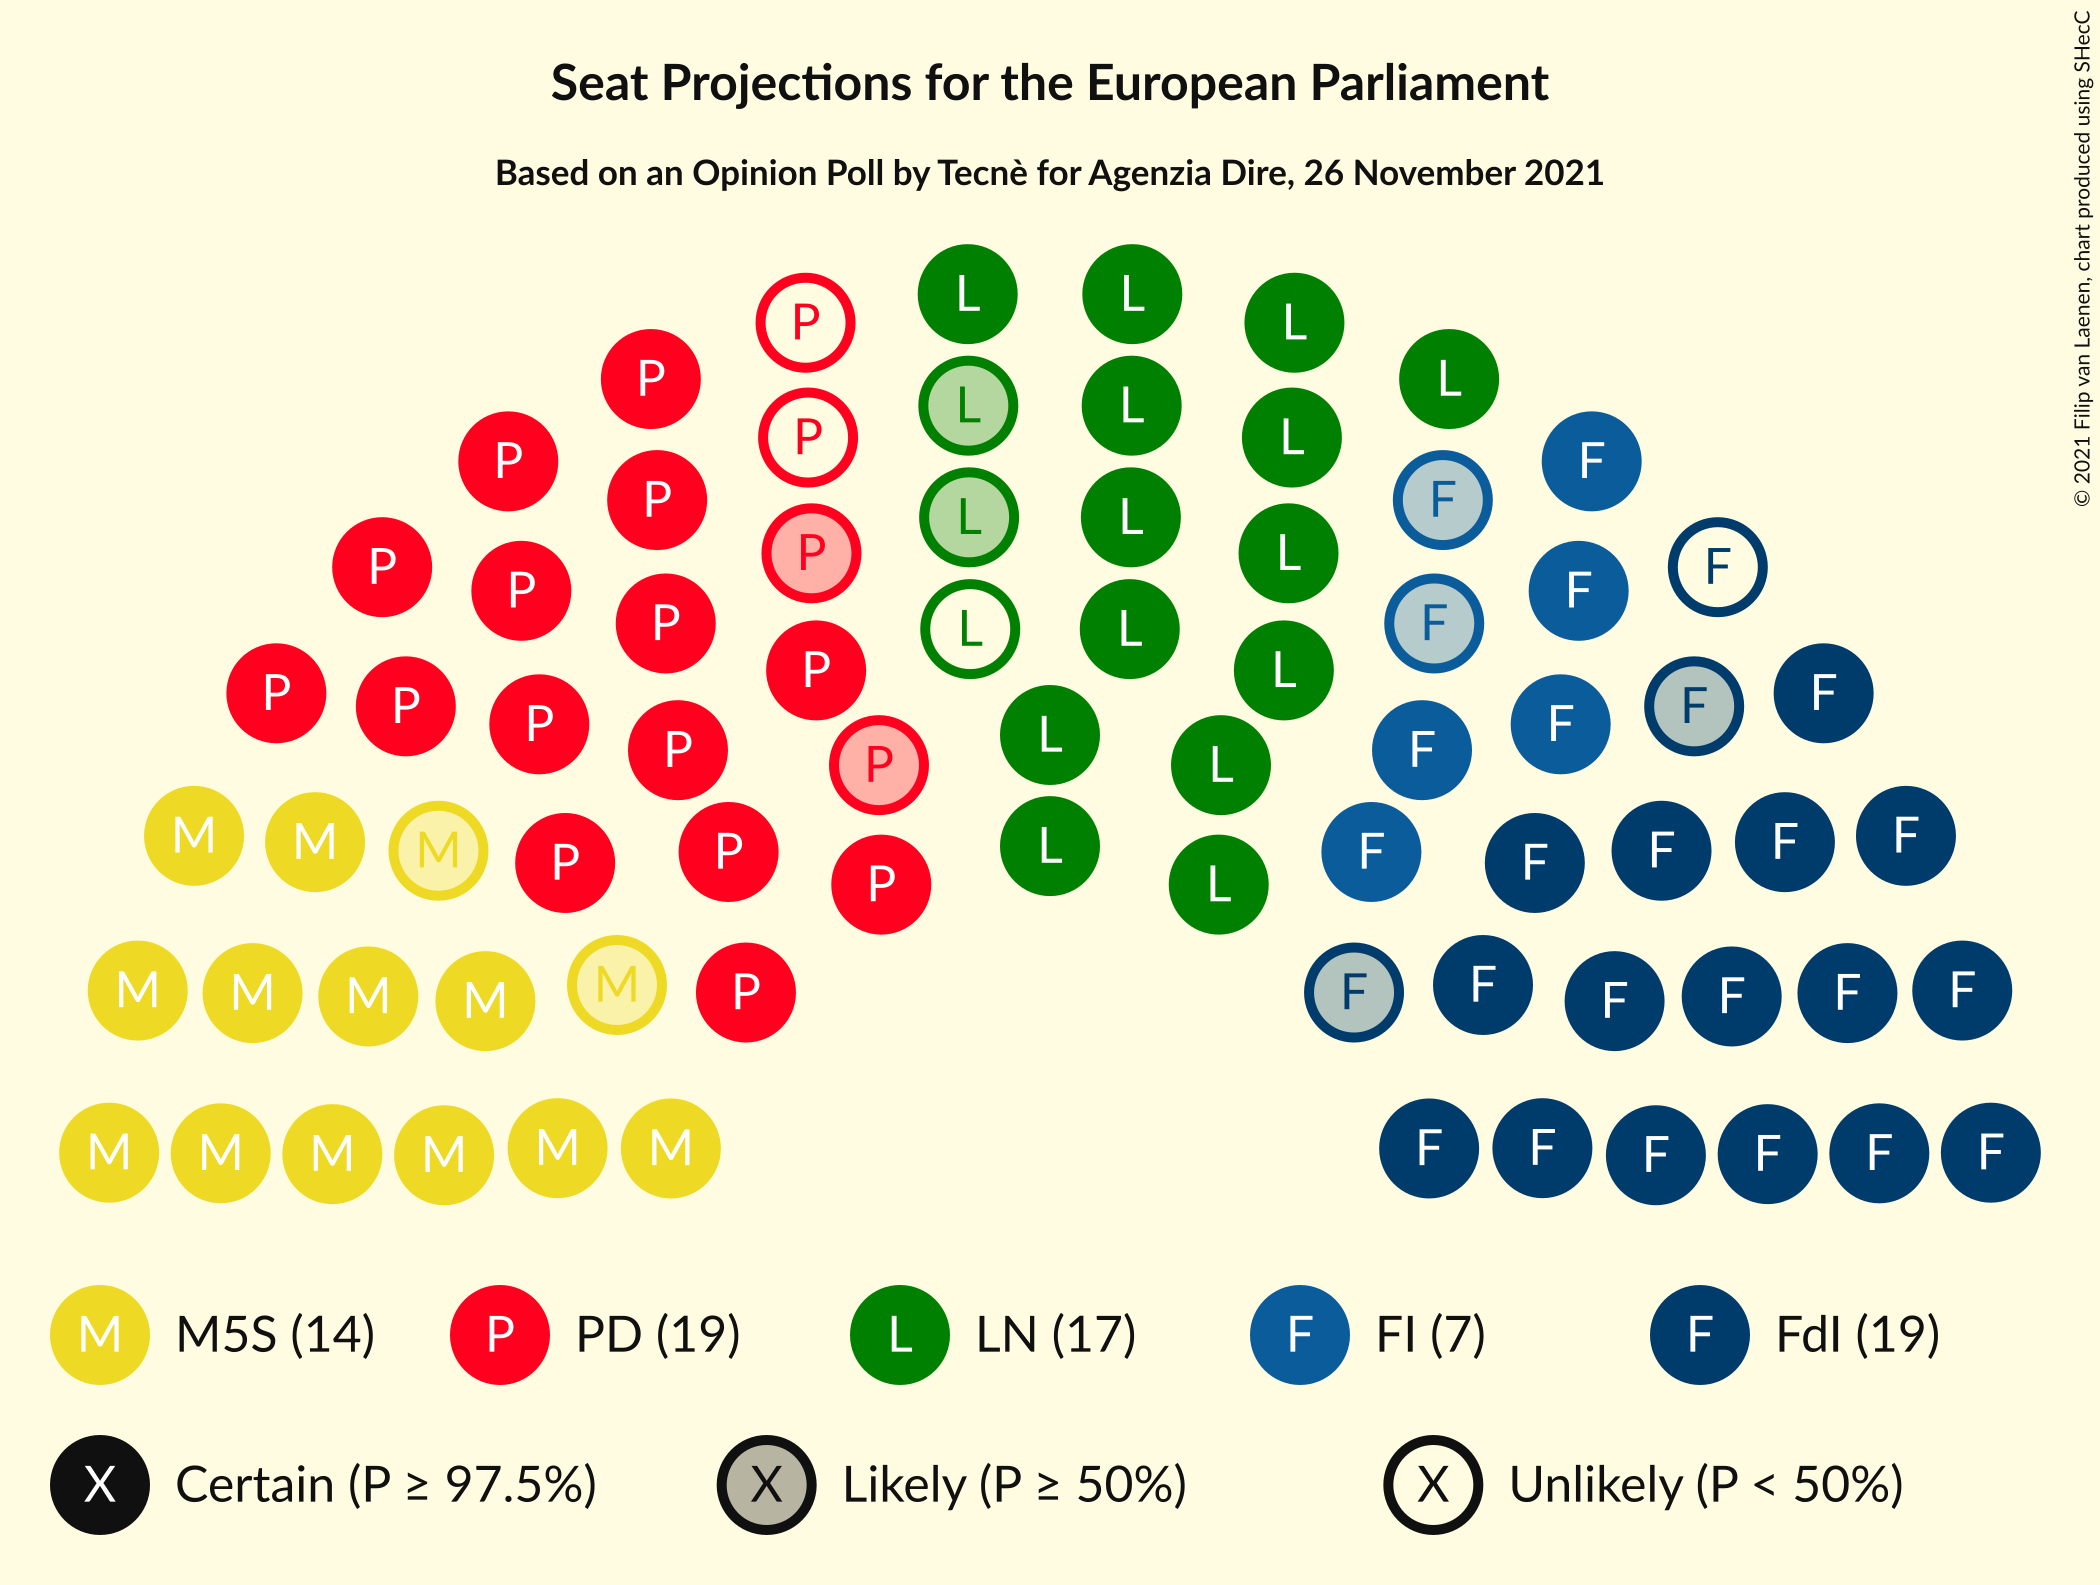 Seat Projections for the European Parliament
Based on an Opinion Poll by Tecnè for Agenzia Dire, 26 November 2021
© 2021 Filip van Laenen, chart produced using SHecC
L L
P L
P L
P F
L L
P L
P F
P F
L L
P L
P F
P F
P L
P F
L L
P L
P P F F
P P F F
L
P F
P L
M F
M F
L
M P F F
P F
P L
M F
P F
M M F F
M F
M F
M F
M M F F
M F
M F
M F
M F
M5S (14) PD (19) LN (17) FI (7) FdI (19)
M P L F F
X Certain (P ≥ 97.5%) X Likely (P ≥ 50%) X Unlikely (P < 50%)